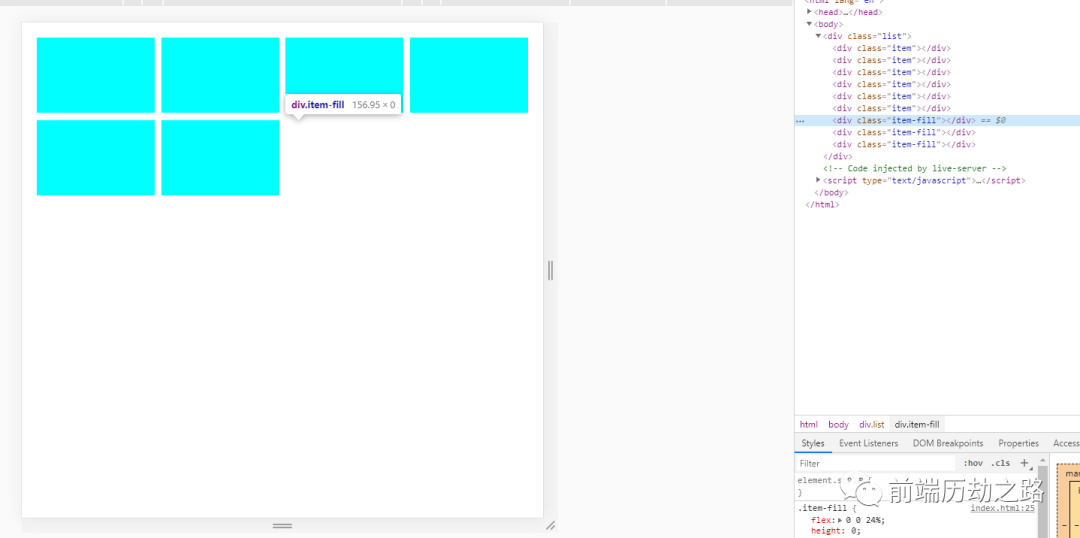 <html lang="en">
▶<head>…</head>
▼<body>
▼<div class="list">
<div class="item"></div>
<div class="item"></div>
<div class="item"></div>
<div class="item"></div>
<div class="item"></div>
<div class="item"></div>
… <div class="item-fill"></div> == $0
<div class="item-fill"></div>
<div class="item-fill"></div>
</div>
<!-- Code injected by live-server -->
▶<script type="text/javascript">…</script>
</body>
</html>
div.item-fill 156.95 × 0
html body div.list div.item-fill
Styles Event Listeners DOM Breakpoints Properties Access
Filter :hov .cls +
element.s
}
前端历劫之路
.item-fill { index.html:25
flex:▶ 0 0 24%;
height: 0;
mar